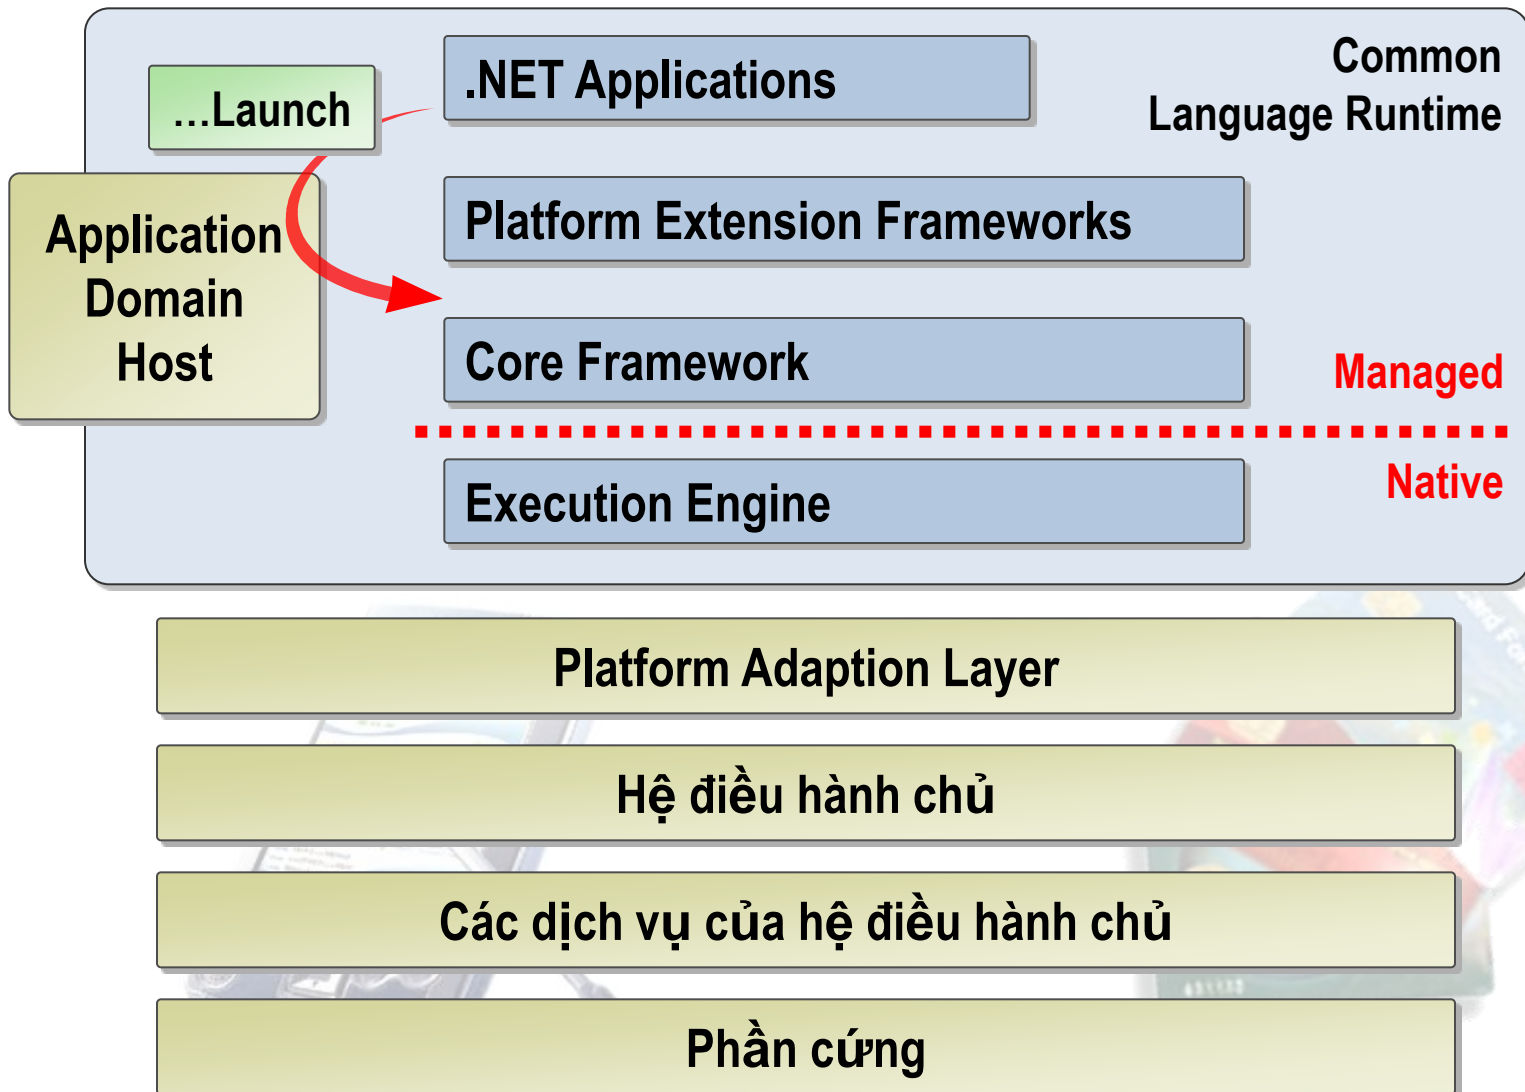 Common
Language Runtime
.NET Applications
...Launch
Application
Domain
Host
Platform Extension Frameworks
Core Framework
Managed
Native
Execution Engine
Platform Adaption Layer
Hệ điều hành chủ
Các dịch vụ của hệ điều hành chủ
Phần cứng